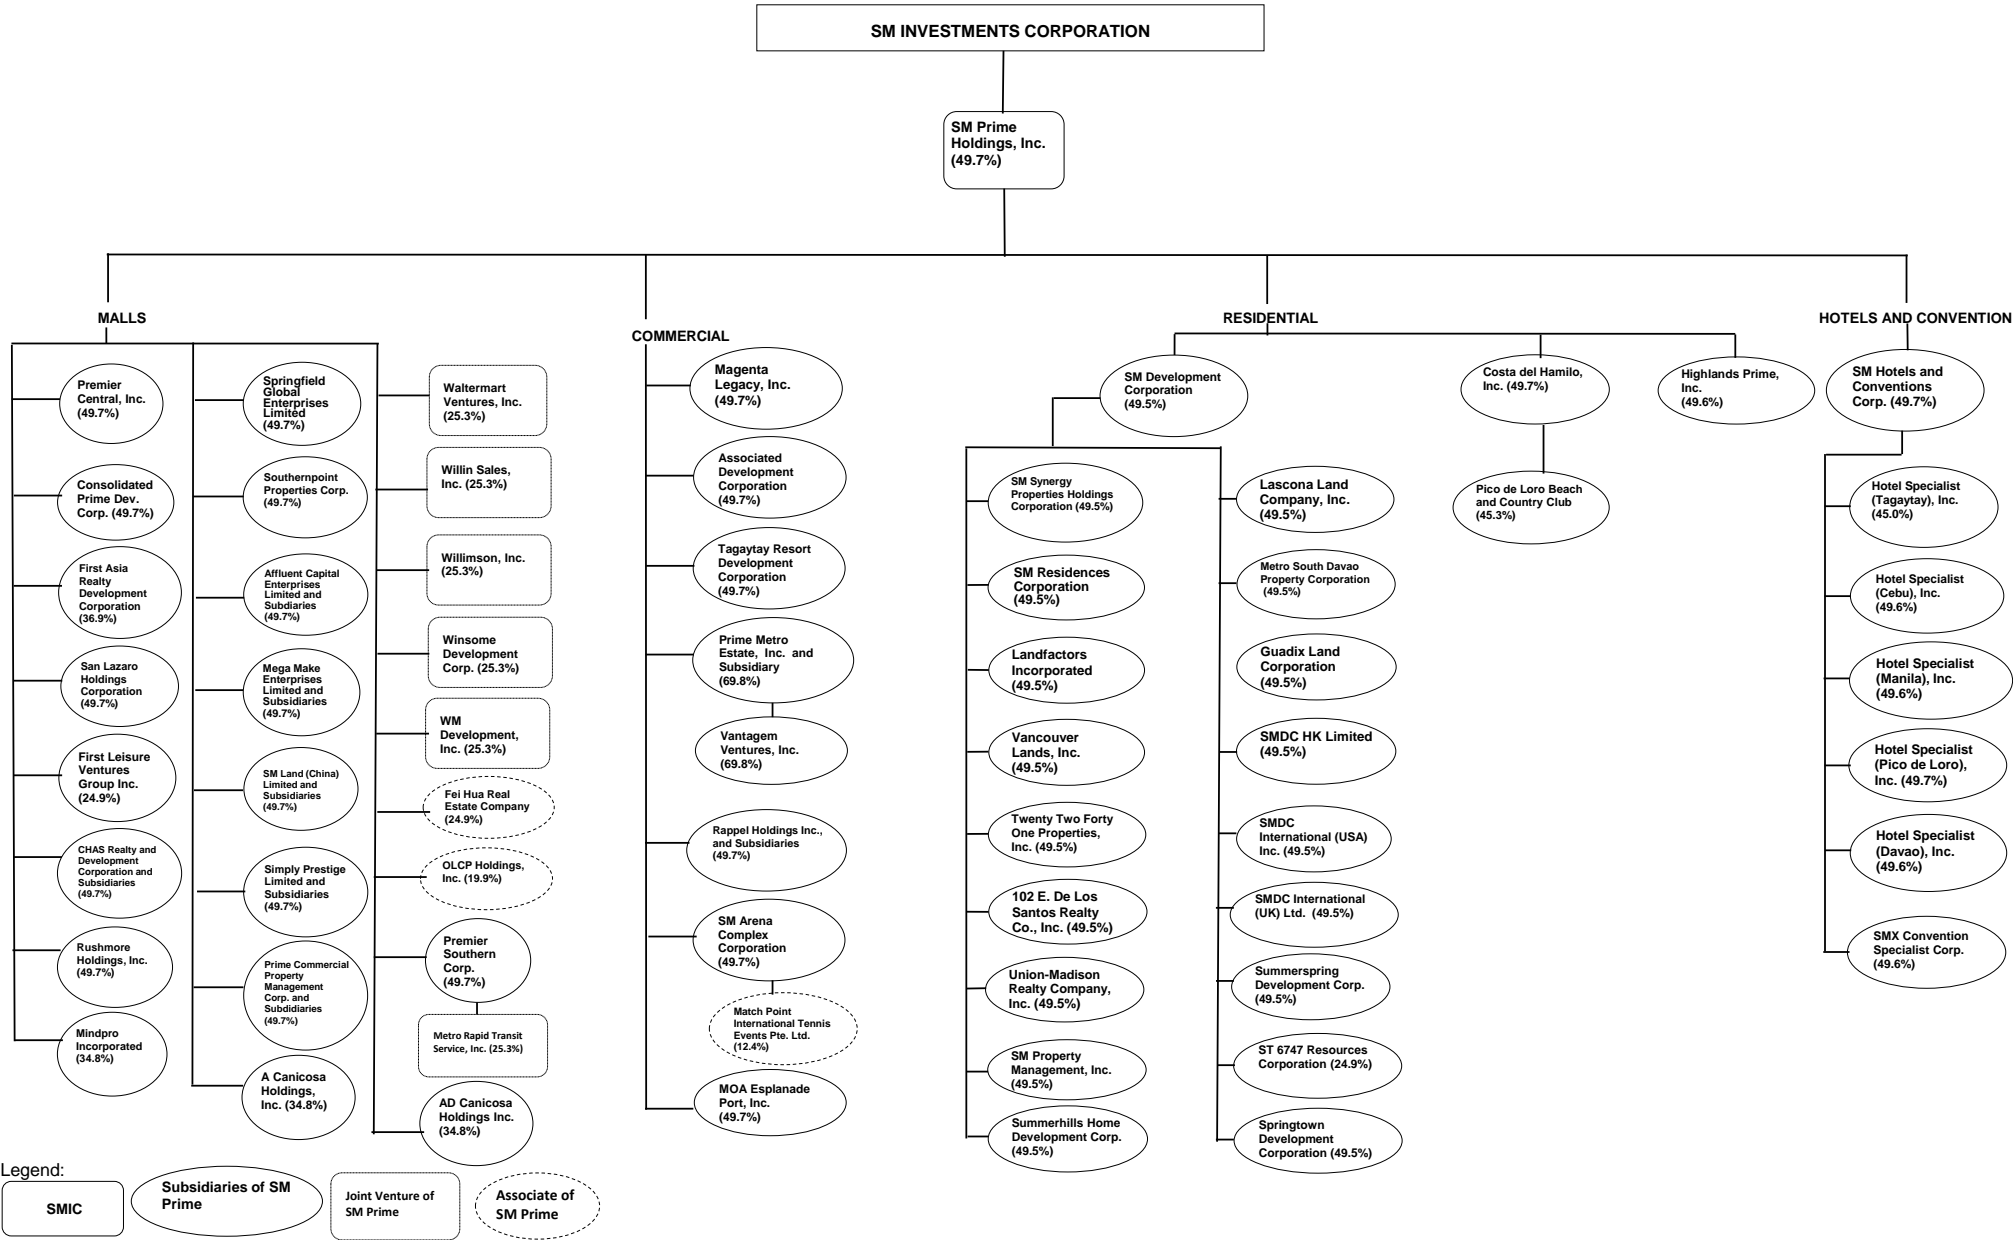 SM INVESTMENTS CORPORATION
SM Prime
Holdings, Inc.
(49.7%)
MALLS
Premier
Central, Inc.
(49.7%)
Consolidated
Prime Dev.
Corp. (49.7%)
First Asia
Realty
Development
Corporation
(36.9%)
San Lazaro
Holdings
Corporation
(49.7%)
First Leisure
Ventures
Group Inc.
(24.9%)
CHAS Realty and
Development
Corporation and
Subsidiaries
(49.7%)
Rushmore
Holdings, Inc.
(49.7%)
Mindpro
Incorporated
(34.8%)
Springfield
Global
Enterprises
Limited
(49.7%)
Southernpoint
Properties Corp.
(49.7%)
Affluent Capital
Enterprises
Limited and
Subdiaries
(49.7%)
Mega Make
Enterprises
Limited and
Subsidiaries
(49.7%)
SM Land (China)
Limited and
Subsidiaries
(49.7%)
Simply Prestige
Limited and
Subsidiaries
(49.7%)
Prime Commercial
Property
Management
Corp. and
Subdidiaries
(49.7%)
A Canicosa
Holdings,
Inc. (34.8%)
Waltermart
Ventures, Inc.
(25.3%)
Willin Sales,
Inc. (25.3%)
Willimson, Inc.
(25.3%)
Winsome
Development
Corp. (25.3%)
WM
Development,
Inc. (25.3%)
Fei Hua Real
Estate Company
(24.9%)
OLCP Holdings,
Inc. (19.9%)
Premier
Southern
Corp.
(49.7%)
Metro Rapid Transit
Service, Inc. (25.3%)
AD Canicosa
Holdings Inc.
(34.8%)
COMMERCIAL
Magenta
Legacy, Inc.
(49.7%)
Associated
Development
Corporation
(49.7%)
Tagaytay Resort
Development
Corporation
(49.7%)
Prime Metro
Estate, Inc. and
Subsidiary
(69.8%)
Vantagem
Ventures, Inc.
(69.8%)
Rappel Holdings Inc.,
and Subsidiaries
(49.7%)
SM Arena
Complex
Corporation
(49.7%)
Match Point
International Tennis
Events Pte. Ltd.
(12.4%)
MOA Esplanade
Port, Inc.
(49.7%)
RESIDENTIAL
SM Development
Corporation
(49.5%)
SM Synergy
Properties Holdings
Corporation (49.5%)
SM Residences
Corporation
(49.5%)
Landfactors
Incorporated
(49.5%)
Vancouver
Lands, Inc.
(49.5%)
Twenty Two Forty
One Properties,
Inc. (49.5%)
102 E. De Los
Santos Realty
Co., Inc. (49.5%)
Union-Madison
Realty Company,
Inc. (49.5%)
SM Property
Management, Inc.
(49.5%)
Summerhills Home
Development Corp.
(49.5%)
Lascona Land
Company, Inc.
(49.5%)
Metro South Davao
Property Corporation
(49.5%)
Guadix Land
Corporation
(49.5%)
SMDC HK Limited
(49.5%)
SMDC
International (USA)
Inc. (49.5%)
SMDC International
(UK) Ltd. (49.5%)
Summerspring
Development Corp.
(49.5%)
ST 6747 Resources
Corporation (24.9%)
Springtown
Development
Corporation (49.5%)
Costa del Hamilo,
Inc. (49.7%)
Pico de Loro Beach
and Country Club
(45.3%)
Highlands Prime,
Inc.
(49.6%)
HOTELS AND CONVENTION
SM Hotels and
Conventions
Corp. (49.7%)
Hotel Specialist
(Tagaytay), Inc.
(45.0%)
Hotel Specialist
(Cebu), Inc.
(49.6%)
Hotel Specialist
(Manila), Inc.
(49.6%)
Hotel Specialist
(Pico de Loro),
Inc. (49.7%)
Hotel Specialist
(Davao), Inc.
(49.6%)
SMX Convention
Specialist Corp.
(49.6%)
Legend:
SMIC
Subsidiaries of SM
Prime
Joint Venture of
SM Prime
Associate of
SM Prime